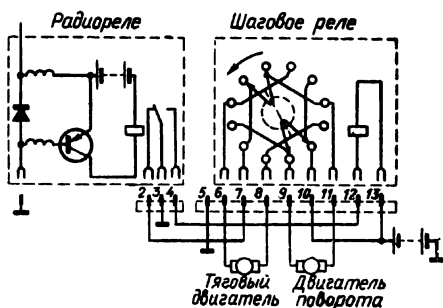 Радиореле
Шаговое реле
2 3 4 5 6 7 8 9 10 11 12 13
Тяговый двигатель
Двигатель поворота